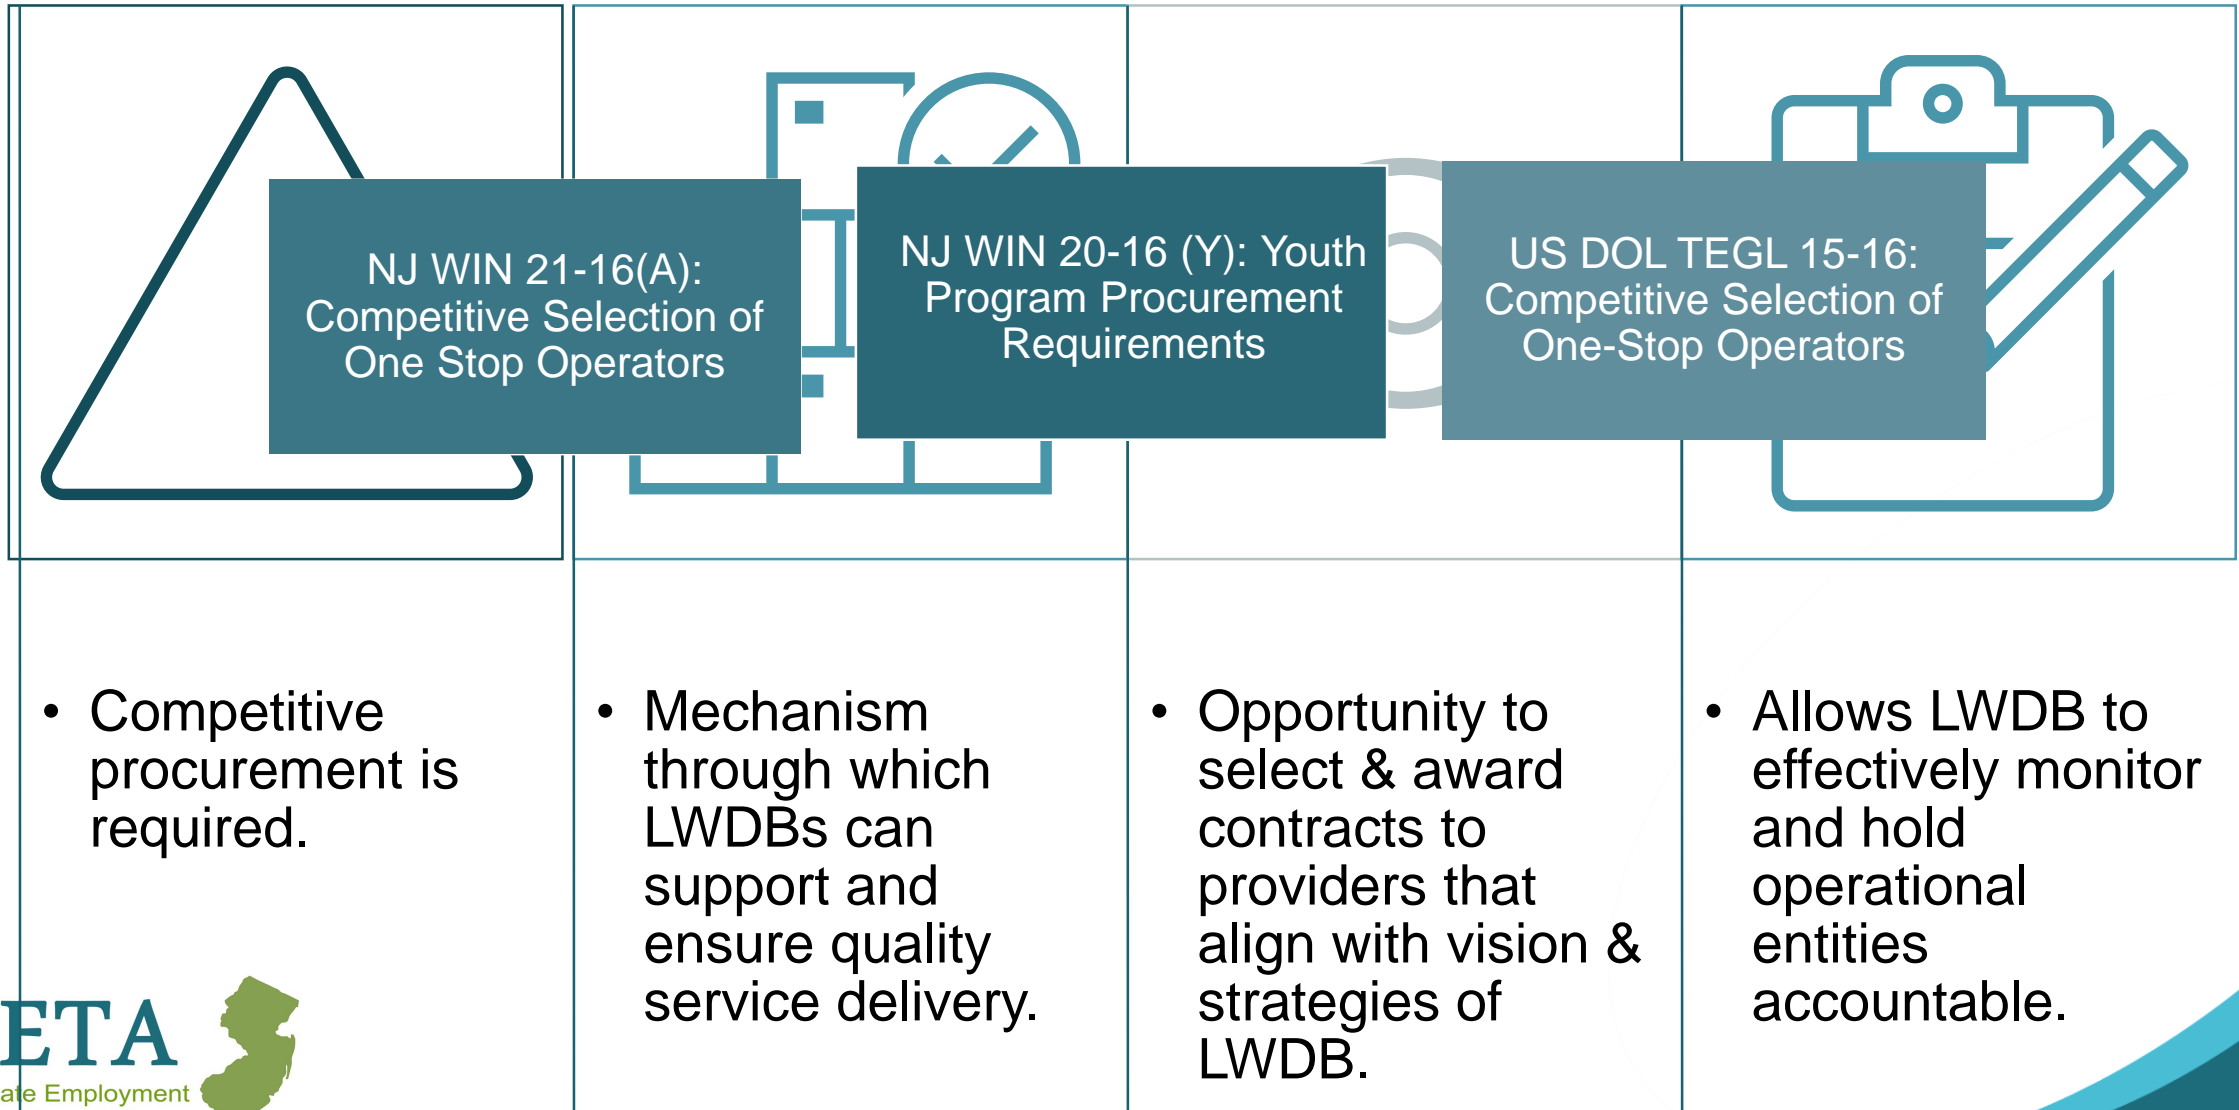 NJ WIN 21-16(A):
Competitive Selection of
One Stop Operators
NJ WIN 20-16 (Y): Youth
Program Procurement
Requirements
US DOL TEGL 15-16:
Competitive Selection of
One-Stop Operators
• Competitive
procurement is
required.
• Mechanism
through which
LWDBs can
support and
ensure quality
service delivery.
• Opportunity to
select & award
contracts to
providers that
align with vision &
strategies of
LWDB.
• Allows LWDB to
effectively monitor
and hold
operational
entities
accountable.
ETA
ate Employment